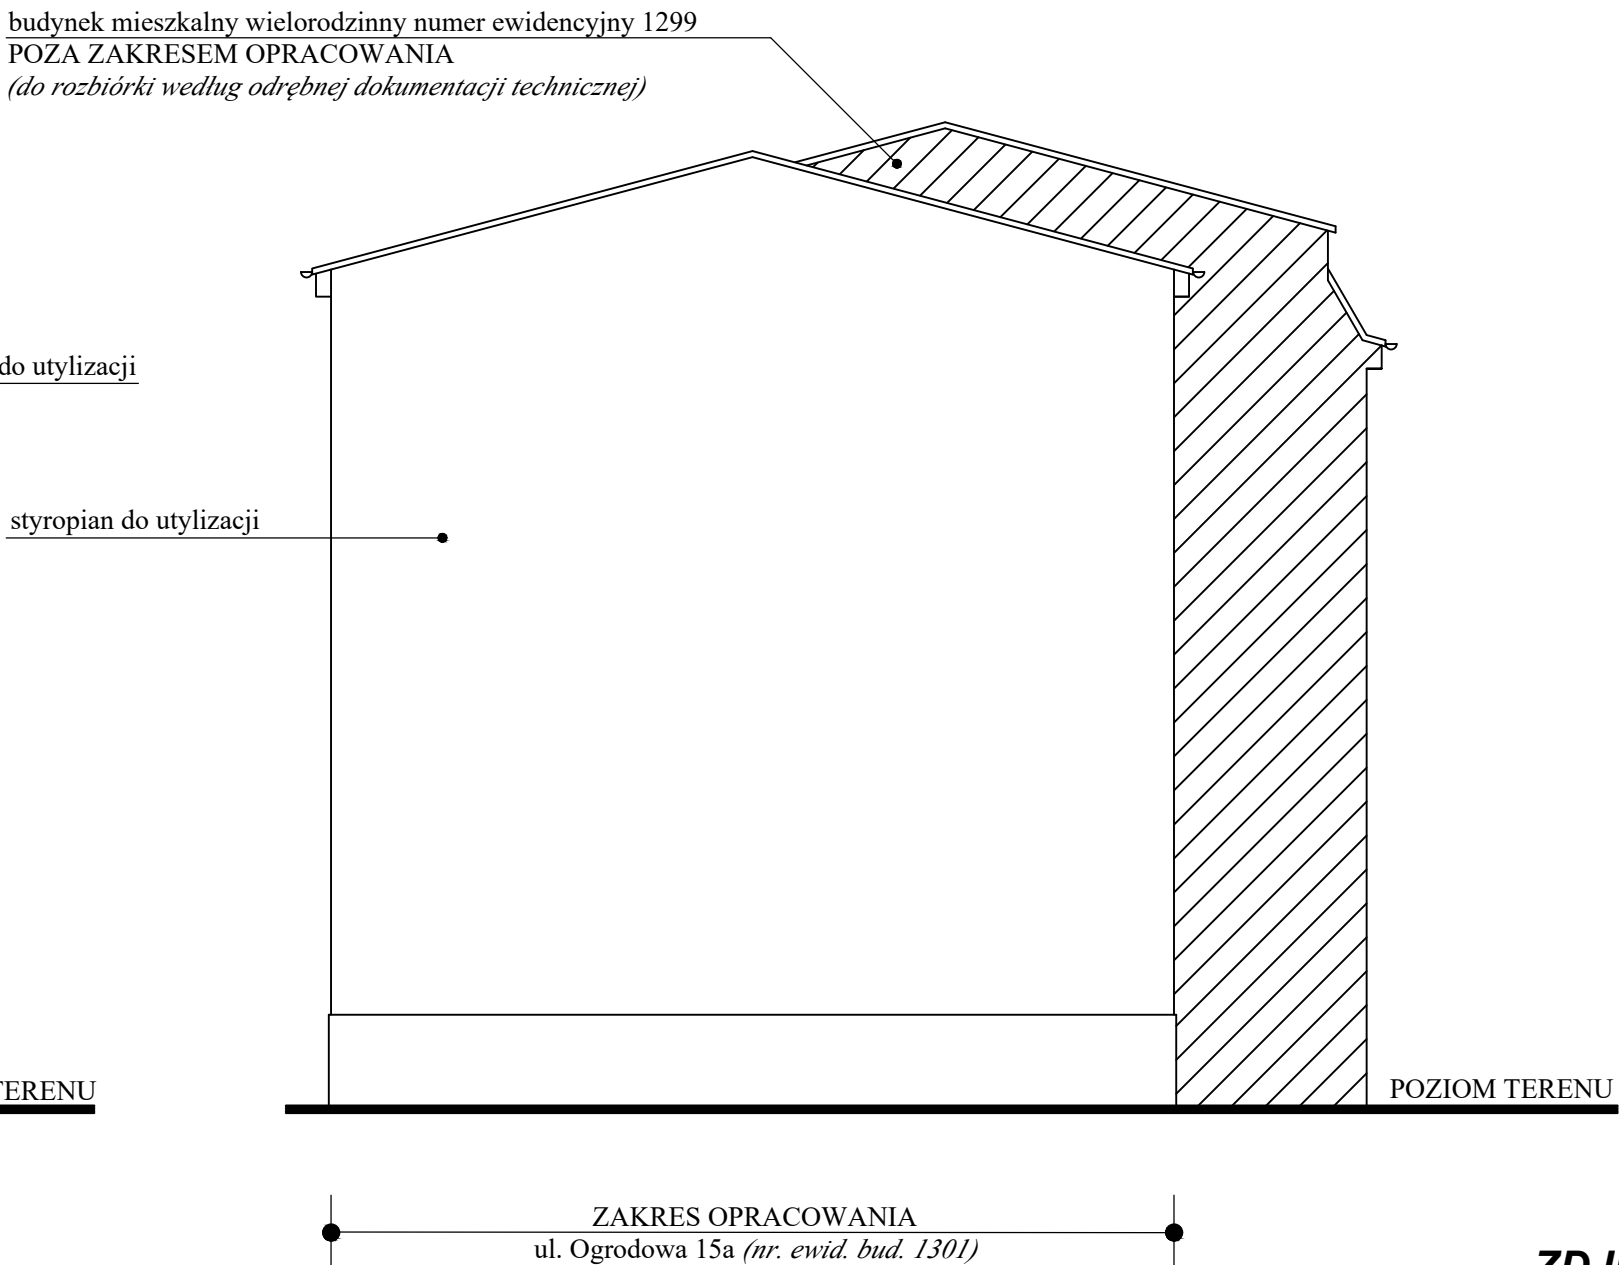 budynek mieszkalny wielorodzinny numer ewidencyjny 1299
POZA ZAKRESEM OPRACOWANIA
(do rozbiórki według odrębnej dokumentacji technicznej)
do utylizacji
styropian do utylizacji
TERENU
POZIOM TERENU
ZAKRES OPRACOWANIA
ul. Ogrodowa 15a (nr. ewid. bud. 1301)